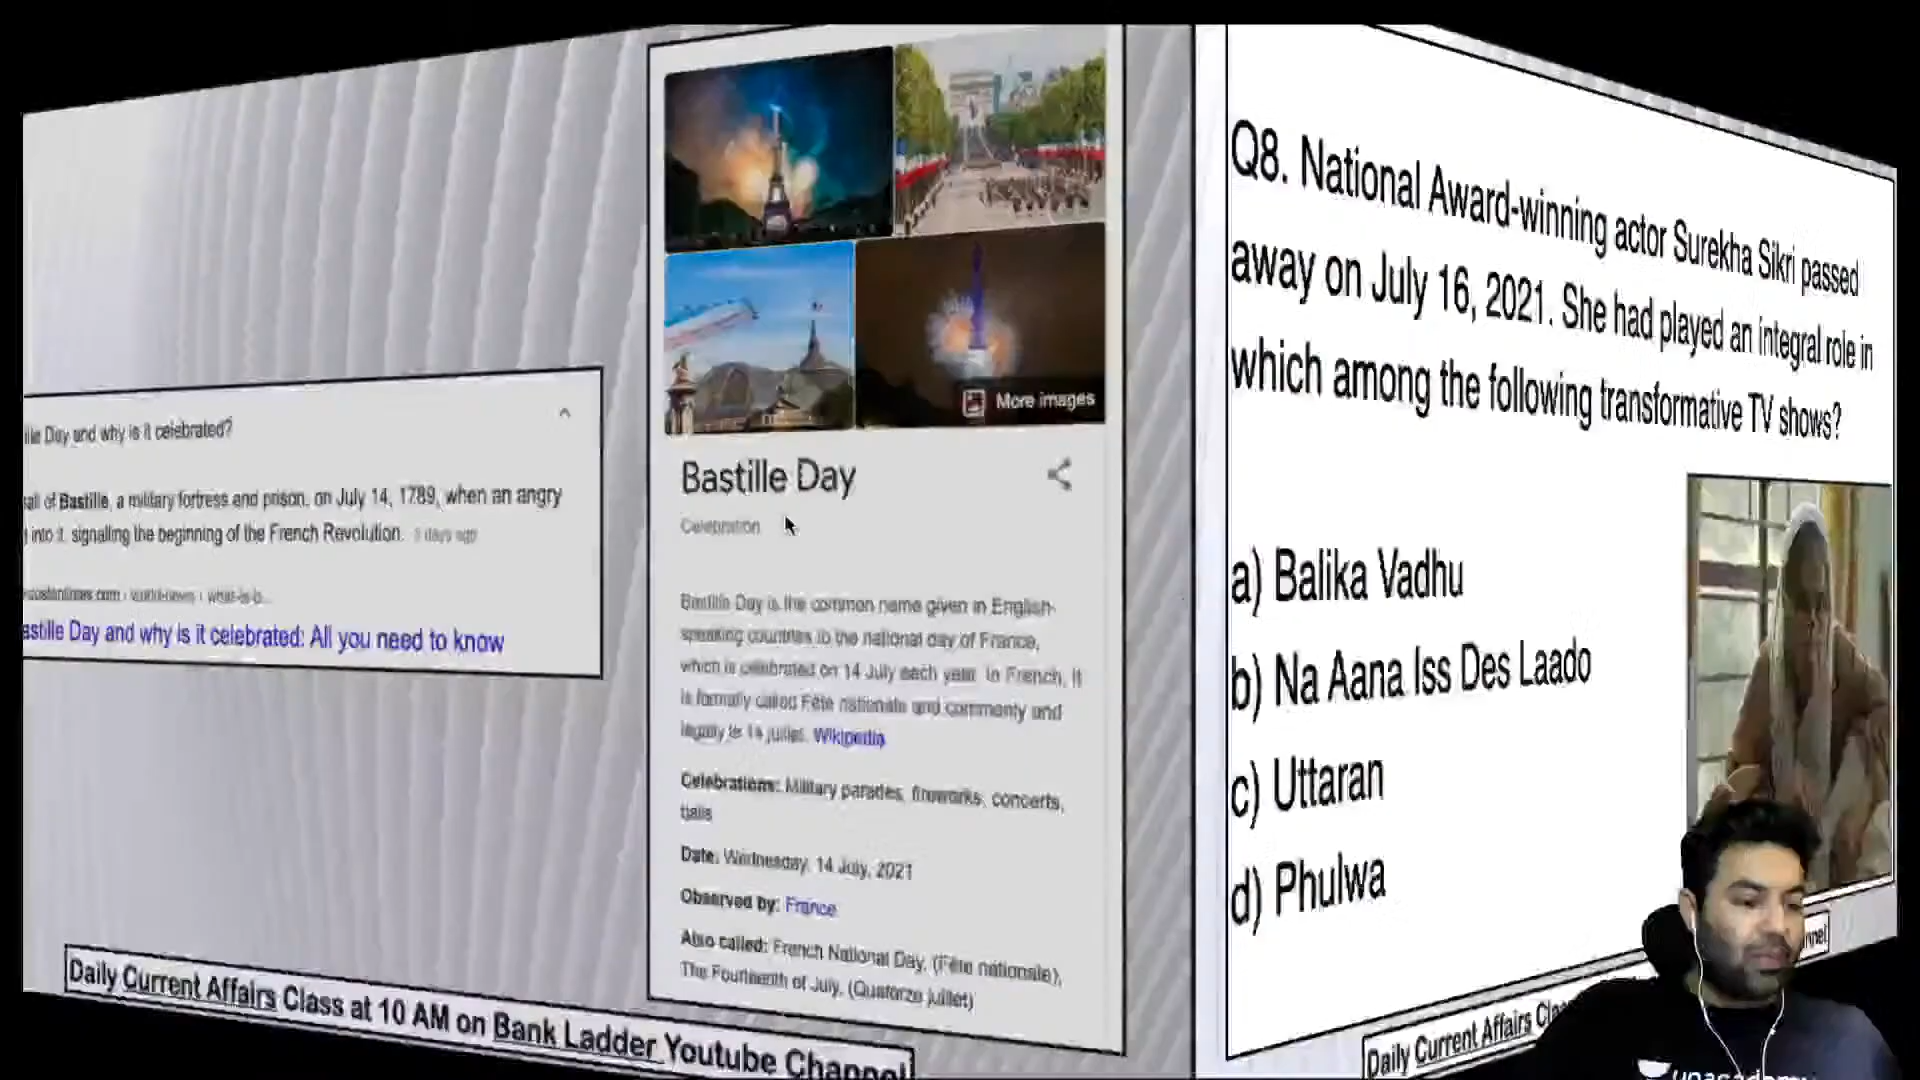 Day and why is it celebrated?
of Bastille, a military fortress and prison, on July 14, 1789, when an angry
into it, signalling the beginning of the French Revolution.
Day and why is it celebrated: All you need to know
Daily Current Affairs Class at 10 AM on Bank Ladder Youtube Channel
More images
Bastille Day
Celebration
Bastille Day is the common name given in English-
speaking countries to the national day of France,
which is celebrated on 14 July each year. In French, it
is formally called Fête nationale and commonly and
legally le 14 juillet. Wikipedia
Celebrations: Military parades, fireworks, concerts,
balls
Date: Wednesday, 14 July, 2021
Observed by: France
Also called: French National Day, (Fête nationale),
The Fourteenth of July, (Quatorze juillet)
Q8. National Award-winning actor Surekha Sikri passed
away on July 16, 2021. She had played an integral role in
which among the following transformative TV shows?
a) Balika Vadhu
b) Na Aana Iss Des Laado
c) Uttaran
d) Phulwa
Daily Current Affairs